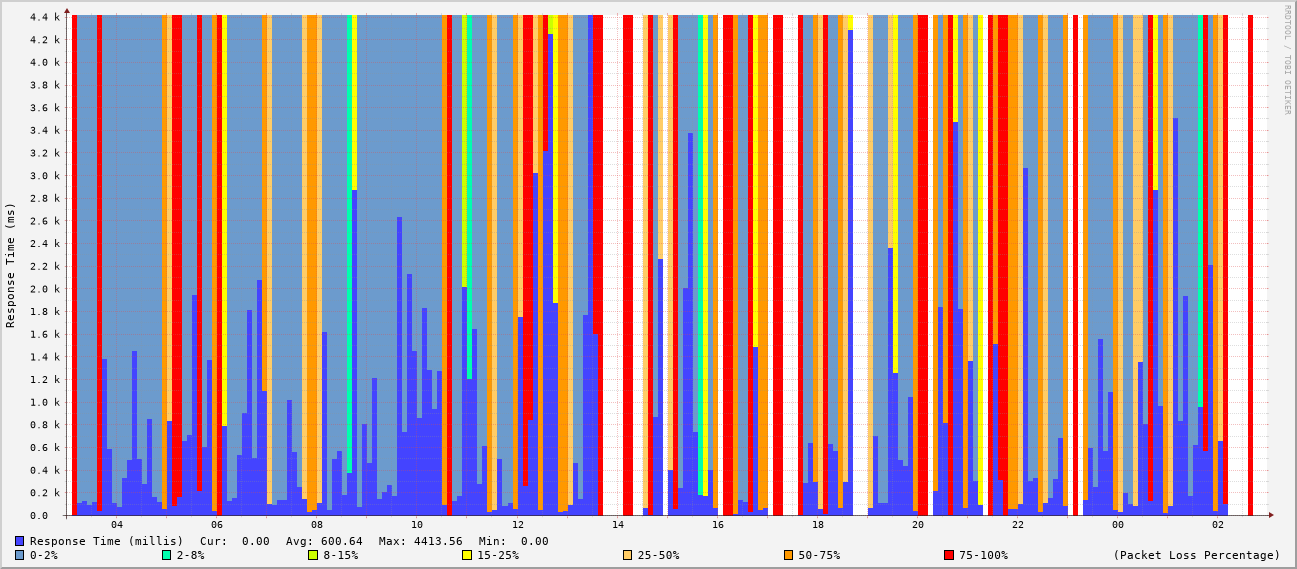 RRDTOOL / TOBI OETIKER
Response Time (ms)
4.4 k
4.2 k
4.0 k
3.8 k
3.6 k
3.4 k
3.2 k
3.0 k
2.8 k
2.6 k
2.4 k
2.2 k
2.0 k
1.8 k
1.6 k
1.4 k
1.2 k
1.0 k
0.8 k
0.6 k
0.4 k
0.2 k
0.0
04 06 08 10 12 14 16 18 20 22 00 02
Response Time (millis) Cur: 0.00 Avg: 600.64 Max: 4413.56 Min: 0.00
0-2% 2-8% 8-15% 15-25% 25-50% 50-75% 75-100% (Packet Loss Percentage)